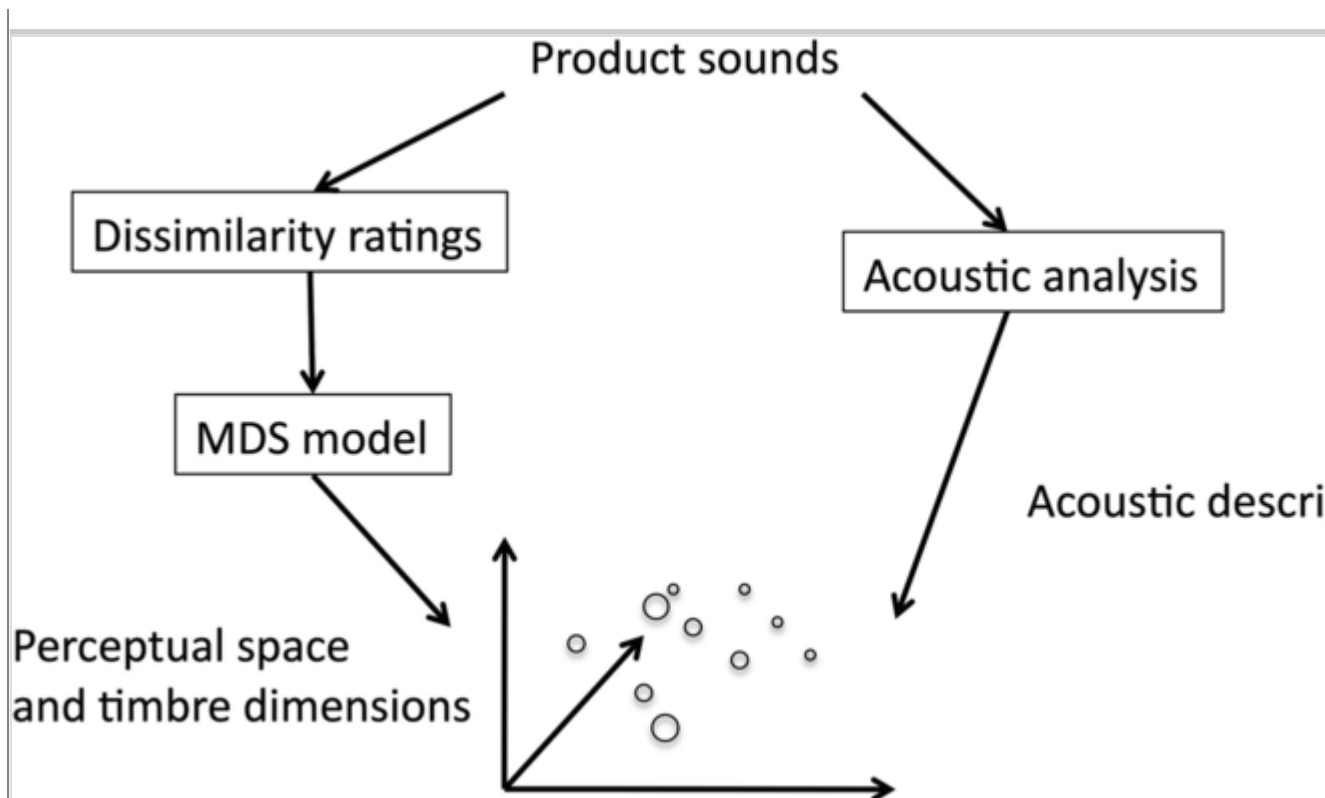 Product sounds
Dissimilarity ratings
Acoustic analysis
MDS model
Acoustic descri
Perceptual space
and timbre dimensions